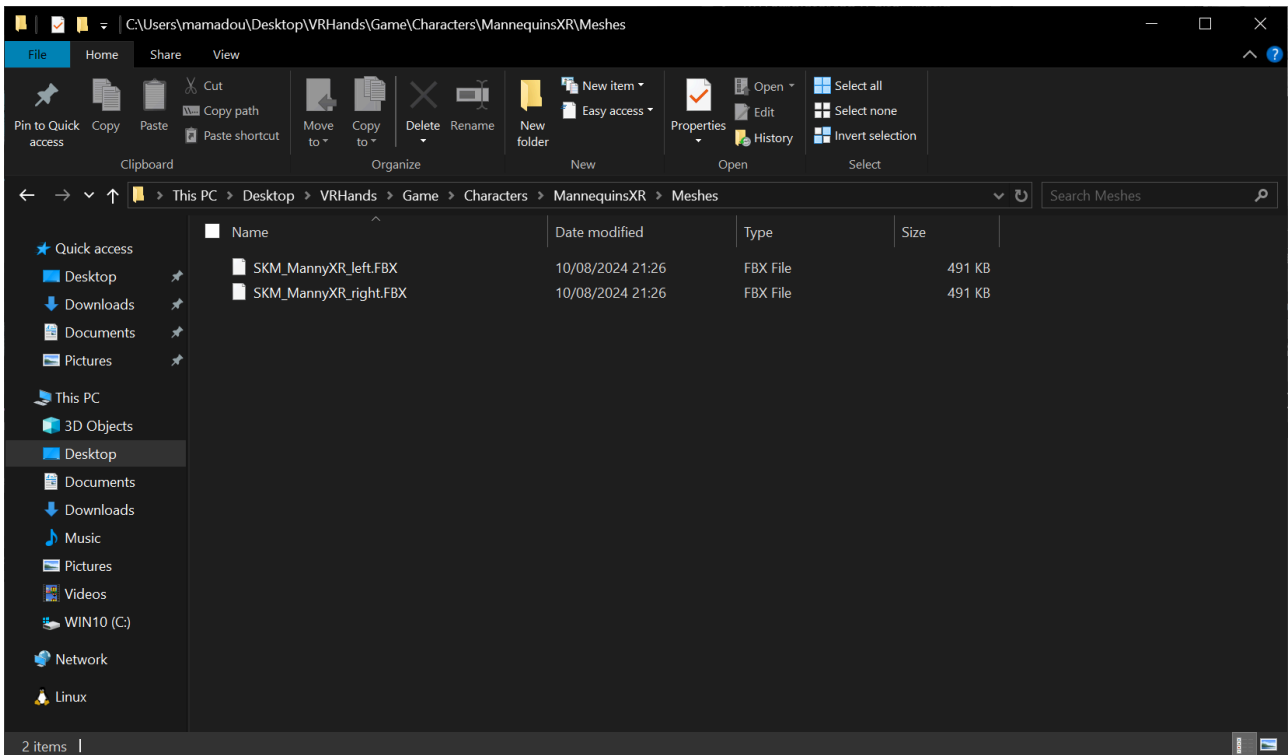 C:\Users\mamadou\Desktop\VRHands\Game\Characters\MannequinsXR\Meshes
File Home Share View
Pin to Quick access
Copy
Paste
Cut
Copy path
Paste shortcut
Clipboard
Move to
Copy to
Delete
Rename
Organize
New folder
New item
Easy access
New
Properties
Open
Edit
History
Open
Select all
Select none
Invert selection
Select
This PC > Desktop > VRHands > Game > Characters > MannequinsXR > Meshes
Search Meshes
Quick access
Desktop
Downloads
Documents
Pictures
This PC
3D Objects
Desktop
Documents
Downloads
Music
Pictures
Videos
WIN10 (C:)
Network
Linux
Name Date modified Type Size
SKM_MannyXR_left.FBX 10/08/2024 21:26 FBX File 491 KB
SKM_MannyXR_right.FBX 10/08/2024 21:26 FBX File 491 KB
2 items